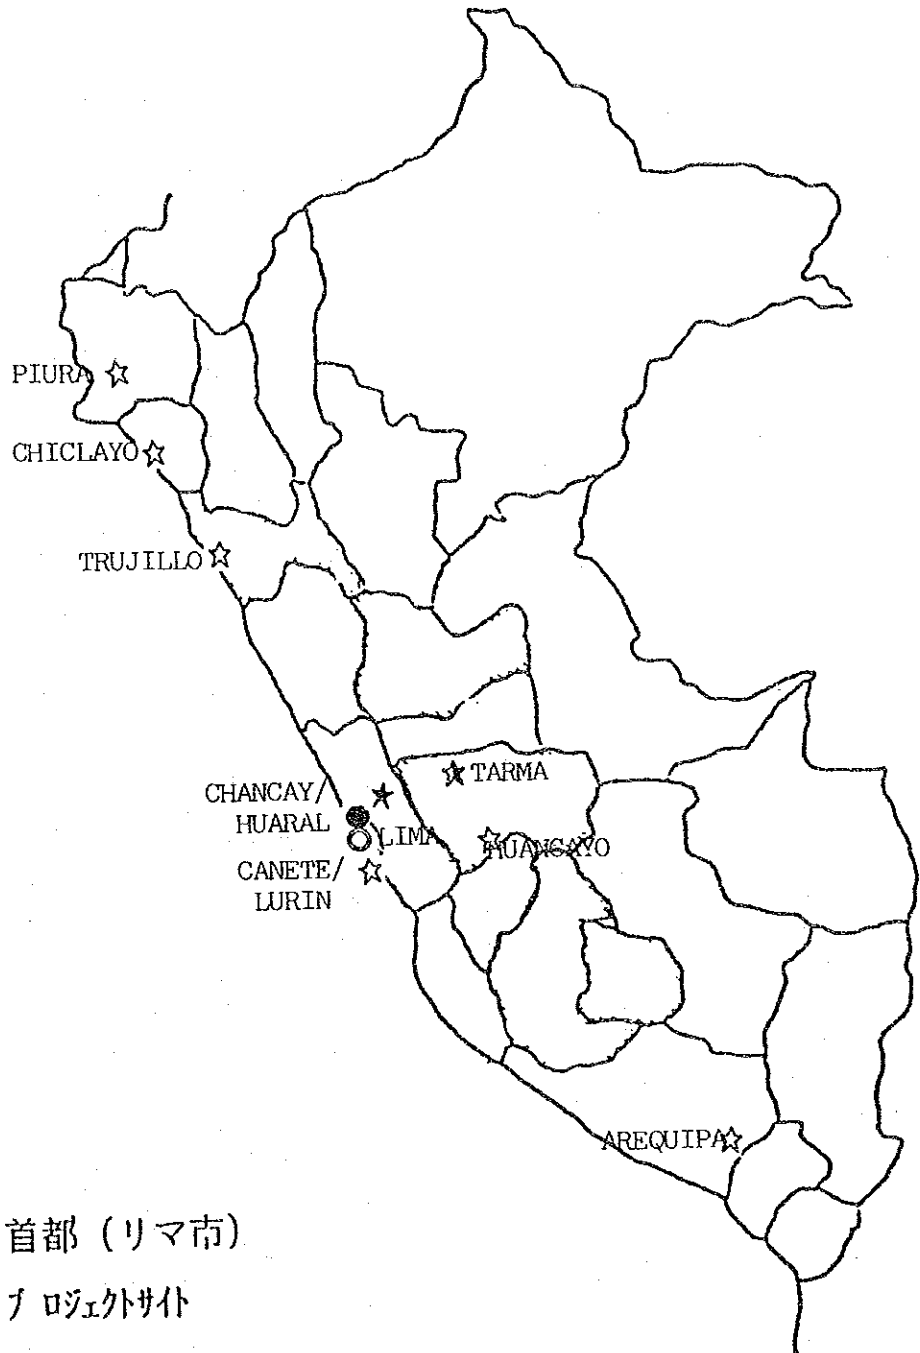 PIURA
CHICLAYO
TRUJILLO
TARMA
CHANCAY/
HUARAL
LIMA
HUANCAYO
CANETE/
LURIN
AREQUIPA
首都 (リマ市)
プロジェクトサイト